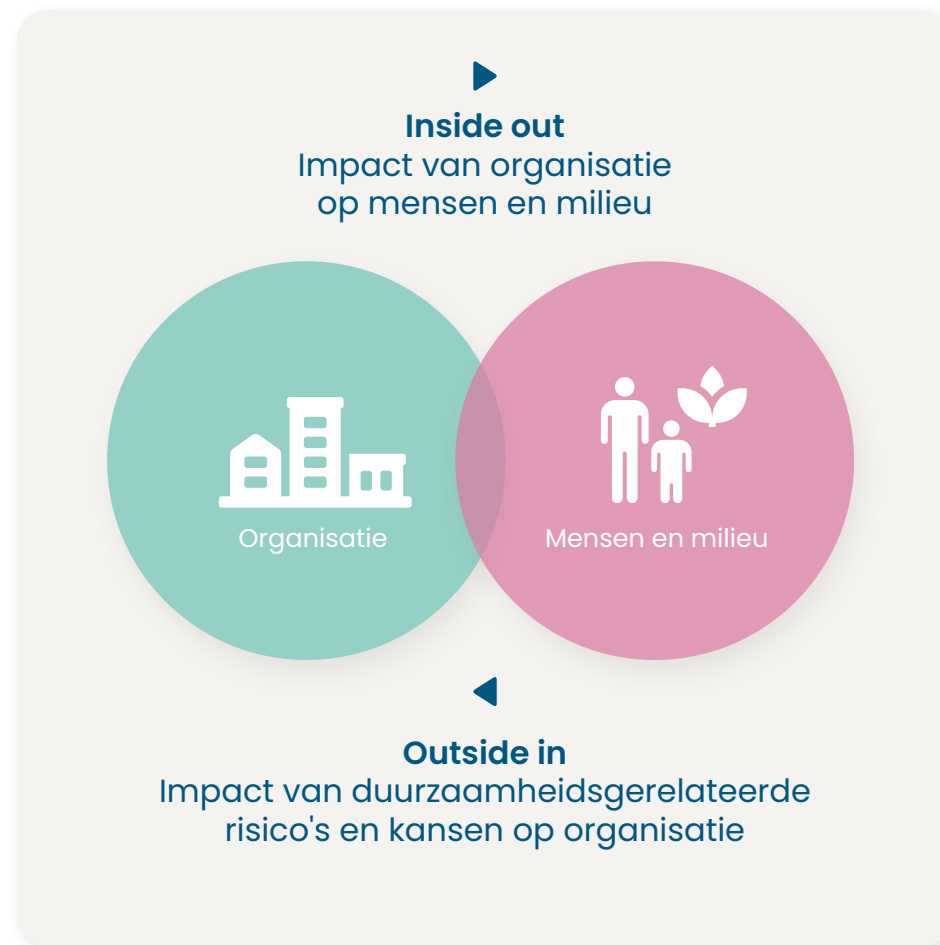 Inside out
Impact van organisatie
op mensen en milieu
Organisatie
Mensen en milieu
Outside in
Impact van duurzaamheidsgerelateerde
risico's en kansen op organisatie